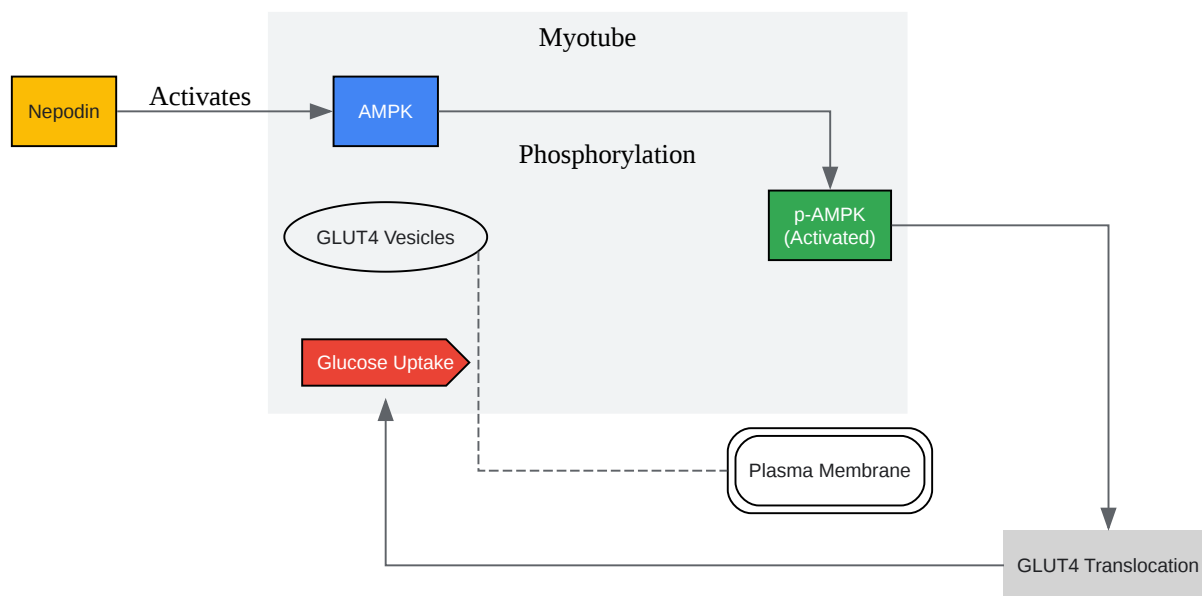 Myotube
Nepodin
Activates
AMPK
Phosphorylation
p-AMPK
(Activated)
GLUT4 Vesicles
Glucose Uptake
Plasma Membrane
GLUT4 Translocation